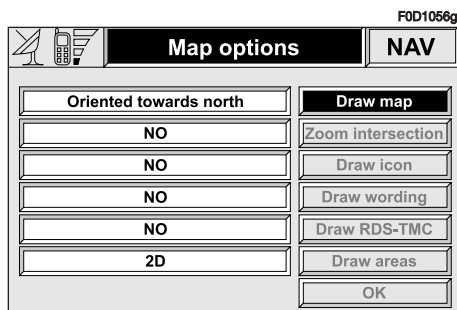 F0D1056g
Map options NAV
Oriented towards north Draw map
NO Zoom intersection
NO Draw icon
NO Draw wording
NO Draw RDS-TMC
2D Draw areas
OK